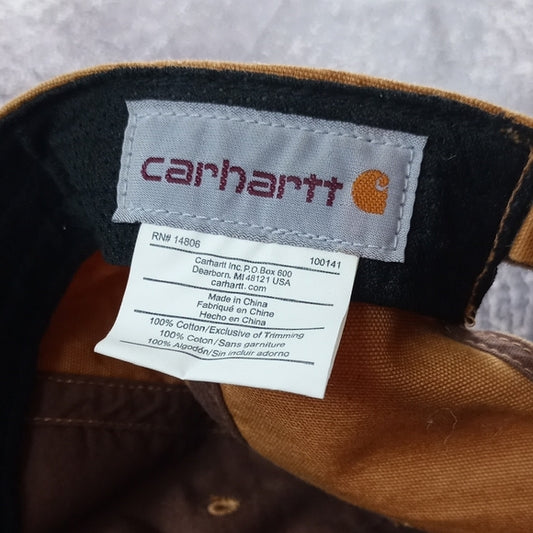 carhartt
RN# 14806 100141
Carhartt Inc. P.O. Box 600
Dearborn, MI 48121 USA
carhartt.com
Made in China
Fabriqué en China
Hecho en China
100% Cotton/Exclusive of Trimming
100% Coton/Sans garniture
100% Algodón/Sin incluir adorno